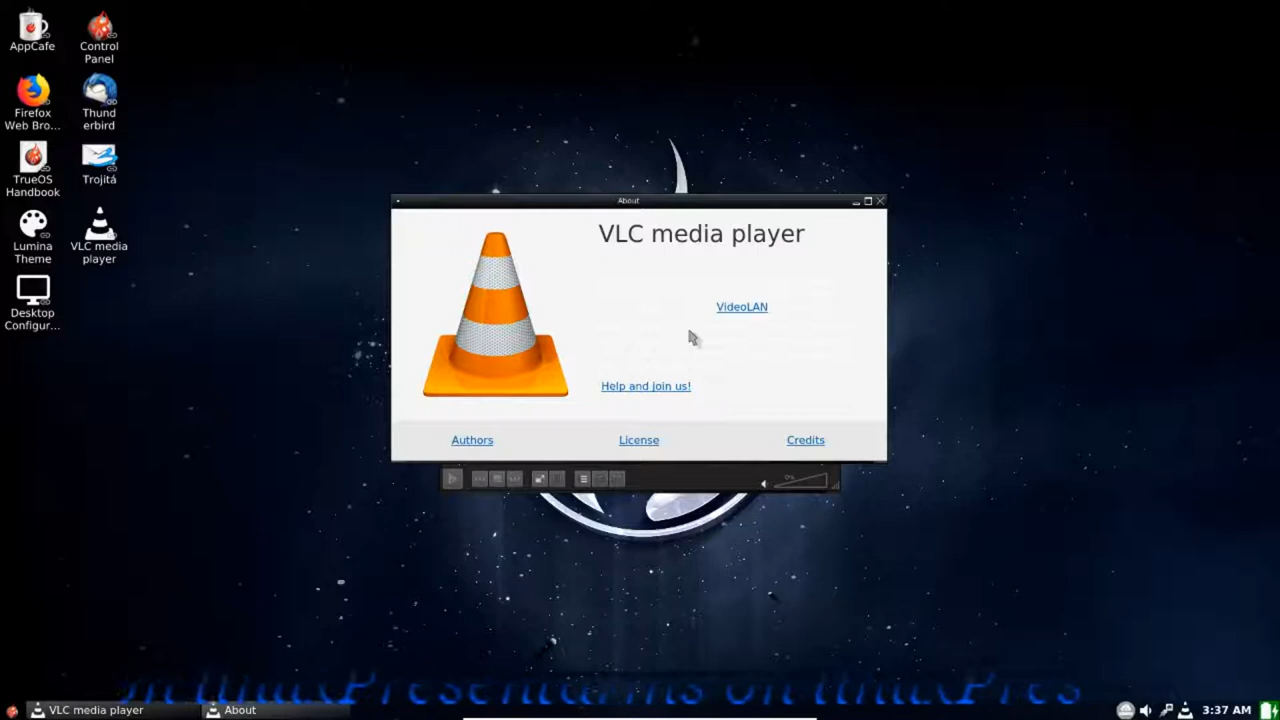 AppCafe
Control
Panel
Firefox
Web Bro...
Thund
erbird
TrueOS
Handbook
Trojitá
Lumina
Theme
VLC media
player
Desktop
Configur...
About
VLC media player
VideoLAN
Help and join us!
Authors
License
Credits
0%
VLC media player
About
3:37 AM